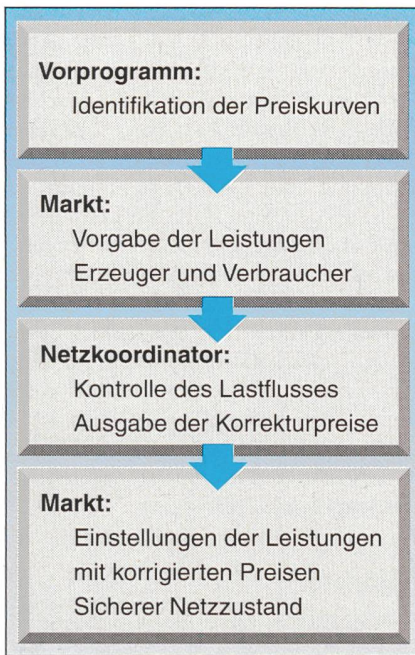 Vorprogramm:
Identifikation der Preiskurven
Markt:
Vorgabe der Leistungen
Erzeuger und Verbraucher
Netzkoordinator:
Kontrolle des Lastflusses
Ausgabe der Korrekturpreise
Markt:
Einstellungen der Leistungen
mit korrigierten Preisen
Sicherer Netzzustand